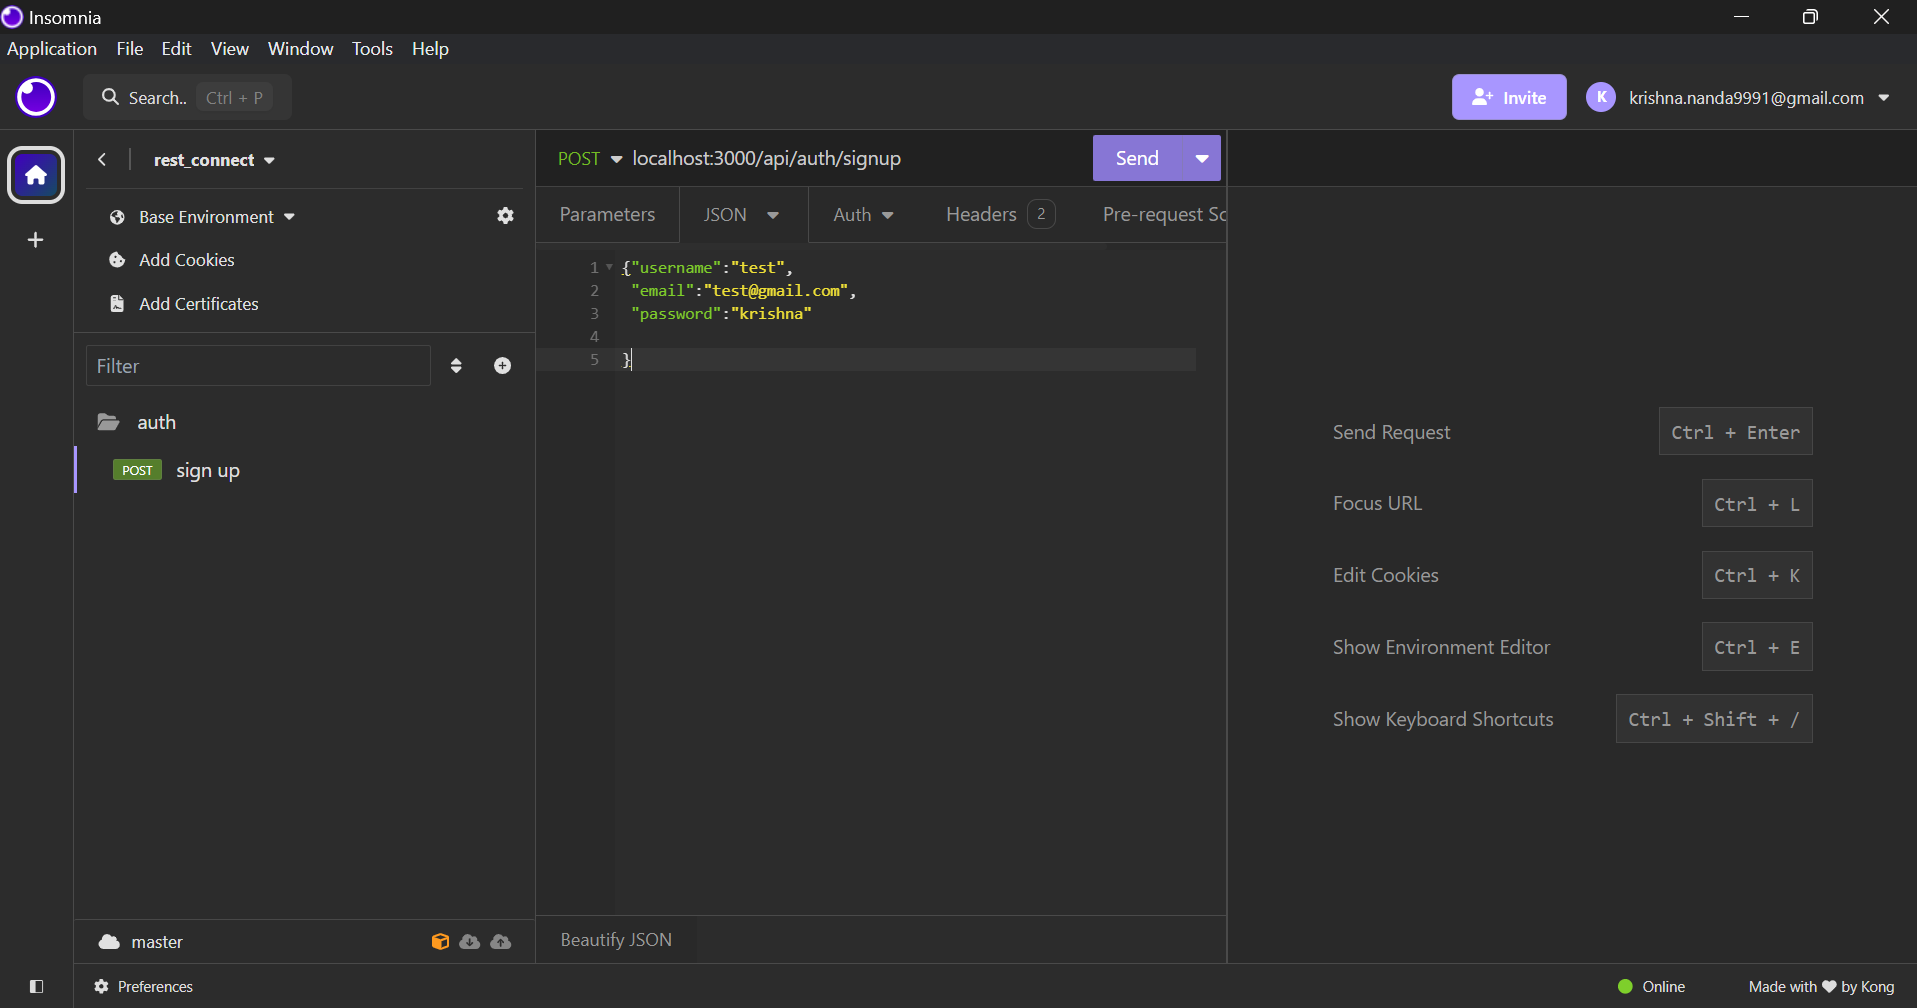 Insomnia
Application File Edit View Window Tools Help
Search.. Ctrl + P
Invite
K krishna.nanda9991@gmail.com
rest_connect
Base Environment
Add Cookies
Add Certificates
Filter
auth
POST sign up
master
Preferences
POST localhost:3000/api/auth/signup Send
Parameters JSON Auth Headers 2 Pre-request Sc
1 {"username":"test",
2 "email":"test@gmail.com",
3 "password":"krishna"
4
5 }
Beautify JSON
Send Request Ctrl + Enter
Focus URL Ctrl + L
Edit Cookies Ctrl + K
Show Environment Editor Ctrl + E
Show Keyboard Shortcuts Ctrl + Shift + /
Online
Made with ❤ by Kong